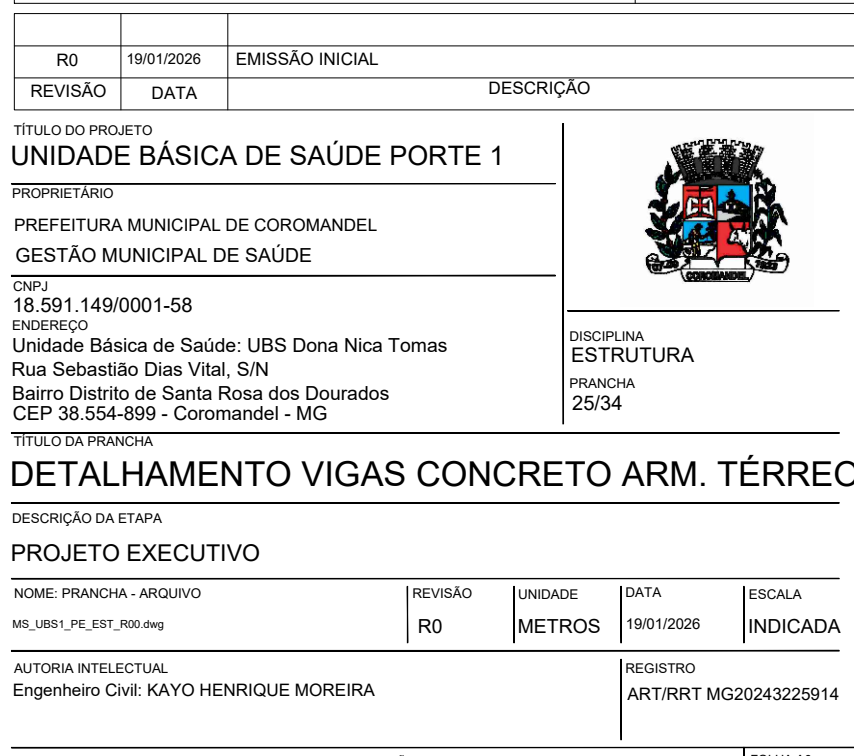 R0 19/01/2026 EMISSÃO INICIAL
REVISÃO DATA DESCRIÇÃO
TÍTULO DO PROJETO
UNIDADE BÁSICA DE SAÚDE PORTE 1
PROPRIETÁRIO
PREFEITURA MUNICIPAL DE COROMANDEL
GESTÃO MUNICIPAL DE SAÚDE
CNPJ
18.591.149/0001-58
ENDEREÇO
Unidade Básica de Saúde: UBS Dona Nica Tomas
Rua Sebastião Dias Vital, S/N
Bairro Distrito de Santa Rosa dos Dourados
CEP 38.554-899 - Coromandel - MG
COROMANDEL
DISCIPLINA
ESTRUTURA
PRANCHA
25/34
TÍTULO DA PRANCHA
DETALHAMENTO VIGAS CONCRETO ARM. TÉRREO
DESCRIÇÃO DA ETAPA
PROJETO EXECUTIVO
NOME: PRANCHA - ARQUIVO REVISÃO UNIDADE DATA ESCALA
MS_UBS1_PE_EST_R00.dwg R0 METROS 19/01/2026 INDICADA
AUTORIA INTELECTUAL REGISTRO
Engenheiro Civil: KAYO HENRIQUE MOREIRA ART/RRT MG20243225914